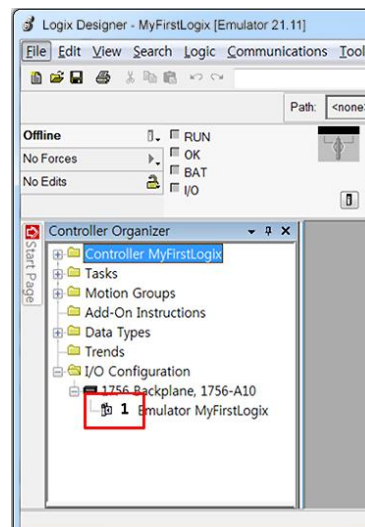 Logix Designer - MyFirstLogix [Emulator 21.11]
File Edit View Search Logic Communications Tool
Path: <none>
Offline
RUN
No Forces
OK
BAT
No Edits
I/O
Start Page
Controller Organizer
Controller MyFirstLogix
Tasks
Motion Groups
Add-On Instructions
Data Types
Trends
I/O Configuration
1756 Backplane, 1756-A10
1 Emulator MyFirstLogix